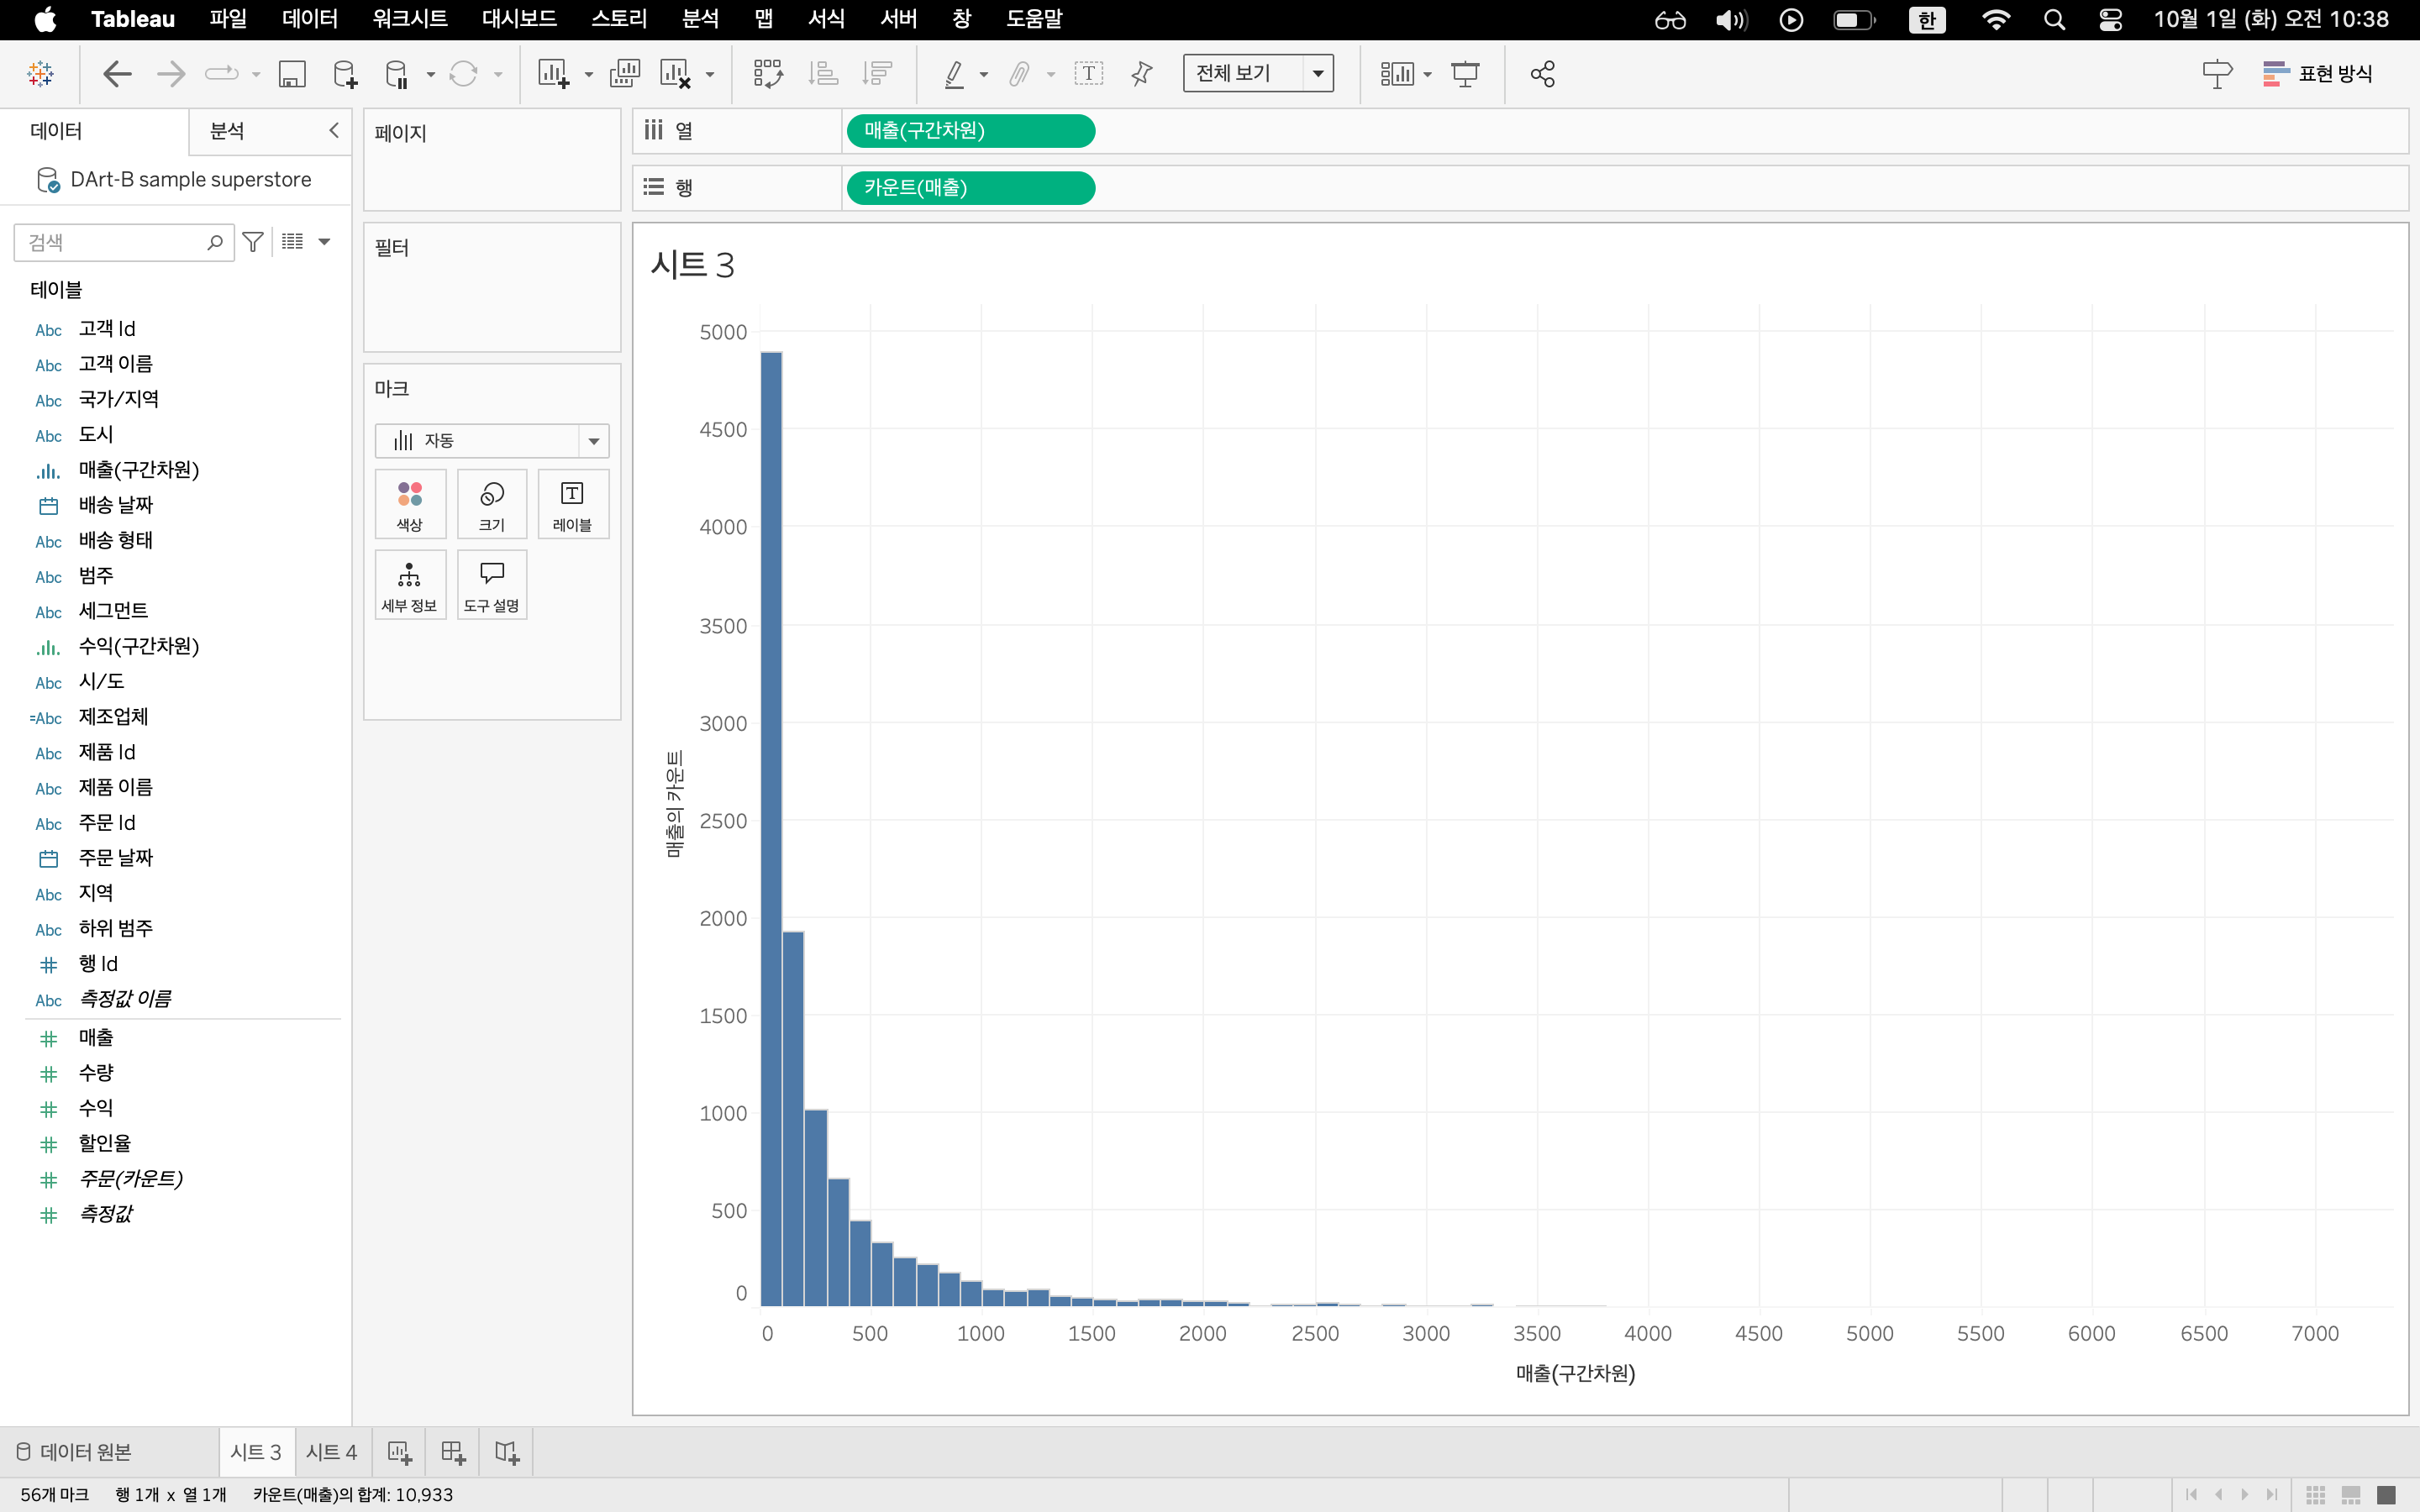 Tableau 파일 데이터 워크시트 대시보드 스토리 분석 맵 서식 서버 창 도움말 한 10월 1일 (화) 오전 10:38
전체 보기
표현 방식
데이터 분석
DArt-B sample superstore
검색
테이블
Abc 고객 Id
Abc 고객 이름
Abc 국가/지역
Abc 도시
매출(구간차원)
배송 날짜
Abc 배송 형태
Abc 범주
Abc 세그먼트
수익(구간차원)
Abc 시/도
=Abc 제조업체
Abc 제품 Id
Abc 제품 이름
Abc 주문 Id
주문 날짜
Abc 지역
Abc 하위 범주
행 Id
Abc 측정값 이름
매출
수량
수익
할인율
주문(카운트)
측정값
페이지
필터
마크
자동
색상 크기 레이블
세부 정보 도구 설명
열 매출(구간차원)
행 카운트(매출)
시트 3
5000
4500
4000
3500
3000
2500
2000
1500
1000
500
0
매출의 카운트
0 500 1000 1500 2000 2500 3000 3500 4000 4500 5000 5500 6000 6500 7000
매출(구간차원)
데이터 원본 시트 3 시트 4
56개 마크 행 1개 x 열 1개 카운트(매출)의 합계: 10,933